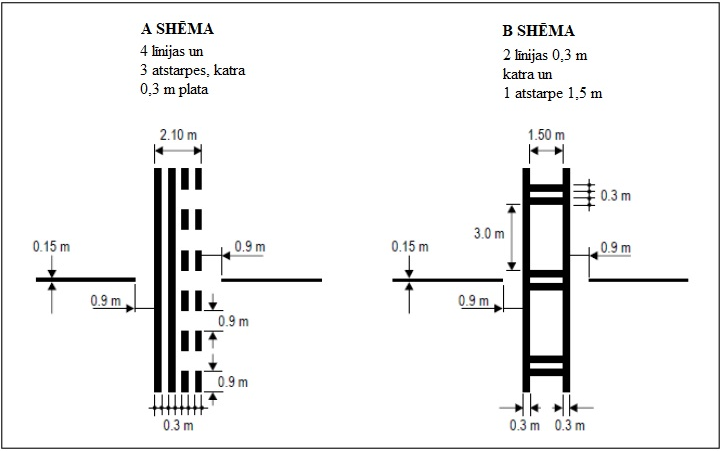 A SHĒMA
4 līnijas un
3 atstarpes, katra
0,3 m plata
2.10 m
0.15 m
0.9 m
0.9 m
0.9 m
0.9 m
0.3 m
B SHĒMA
2 līnijas 0,3 m
katra un
1 atstarpe 1,5 m
1.50 m
0.3 m
3.0 m
0.15 m
0.9 m
0.9 m
0.3 m 0.3 m